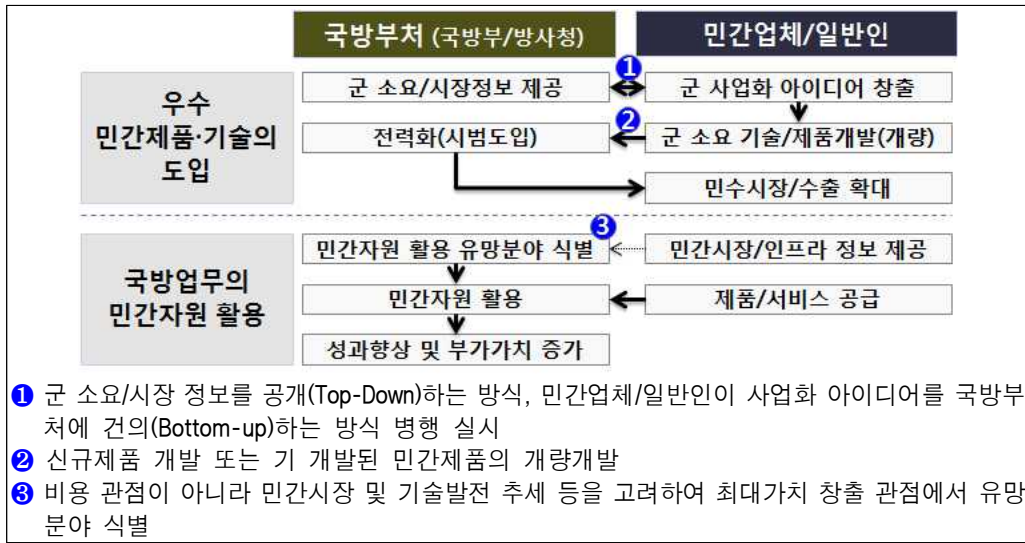 국방부처 (국방부/방사청) 민간업체/일반인
우수
민간제품·기술의
도입
군 소요/시장정보 제공 ❶ 군 사업화 아이디어 창출
전력화(시범도입) ❷ 군 소요 기술/제품개발(개량)
민수시장/수출 확대
국방업무의
민간자원 활용
민간자원 활용 유망분야 식별 ❸ 민간시장/인프라 정보 제공
민간자원 활용 제품/서비스 공급
성과향상 및 부가가치 증가
❶ 군 소요/시장 정보를 공개(Top-Down)하는 방식, 민간업체/일반인이 사업화 아이디어를 국방부
처에 건의(Bottom-up)하는 방식 병행 실시
❷ 신규제품 개발 또는 기 개발된 민간제품의 개량개발
❸ 비용 관점이 아니라 민간시장 및 기술발전 추세 등을 고려하여 최대가치 창출 관점에서 유망
분야 식별